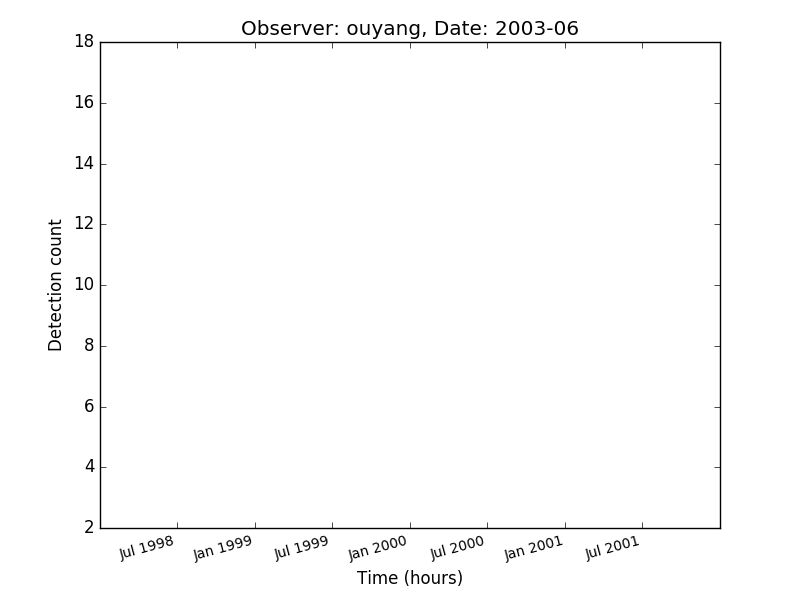 Observer: ouyang, Date: 2003-06
18
16
14
12
10
8
6
4
2
Detection count
Jul 1998
Jan 1999
Jul 1999
Jan 2000
Jul 2000
Jan 2001
Jul 2001
Time (hours)